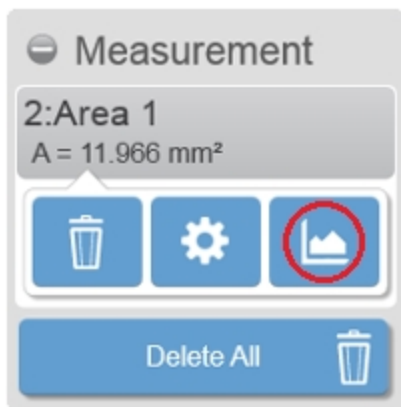 Measurement
2:Area 1
A = 11.966 mm²
Delete All